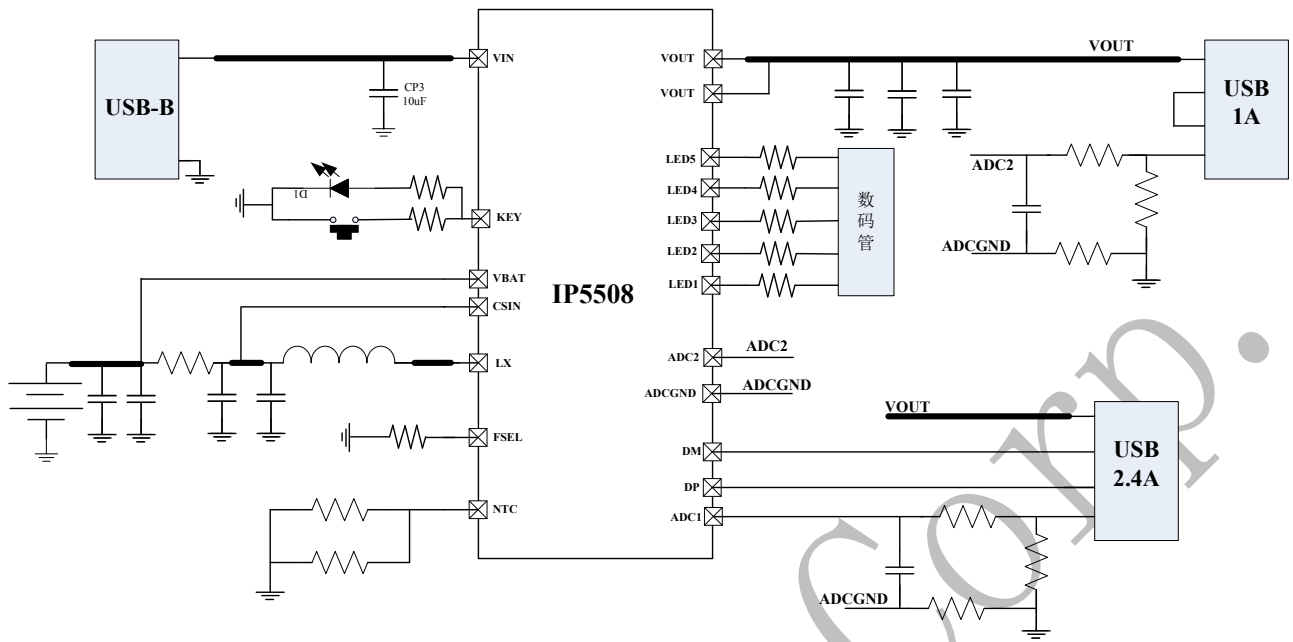 USB-B
CP3
10uF
D1
VIN
KEY
VBAT
CSIN
LX
FSEL
NTC
IP5508
VOUT
VOUT
LED5
LED4
LED3
LED2
LED1
ADC2
ADCGND
DM
DP
ADC1
数
码
管
VOUT
USB
1A
ADC2
ADCGND
ADC2
ADCGND
VOUT
USB
2.4A
ADCGND
Corp.